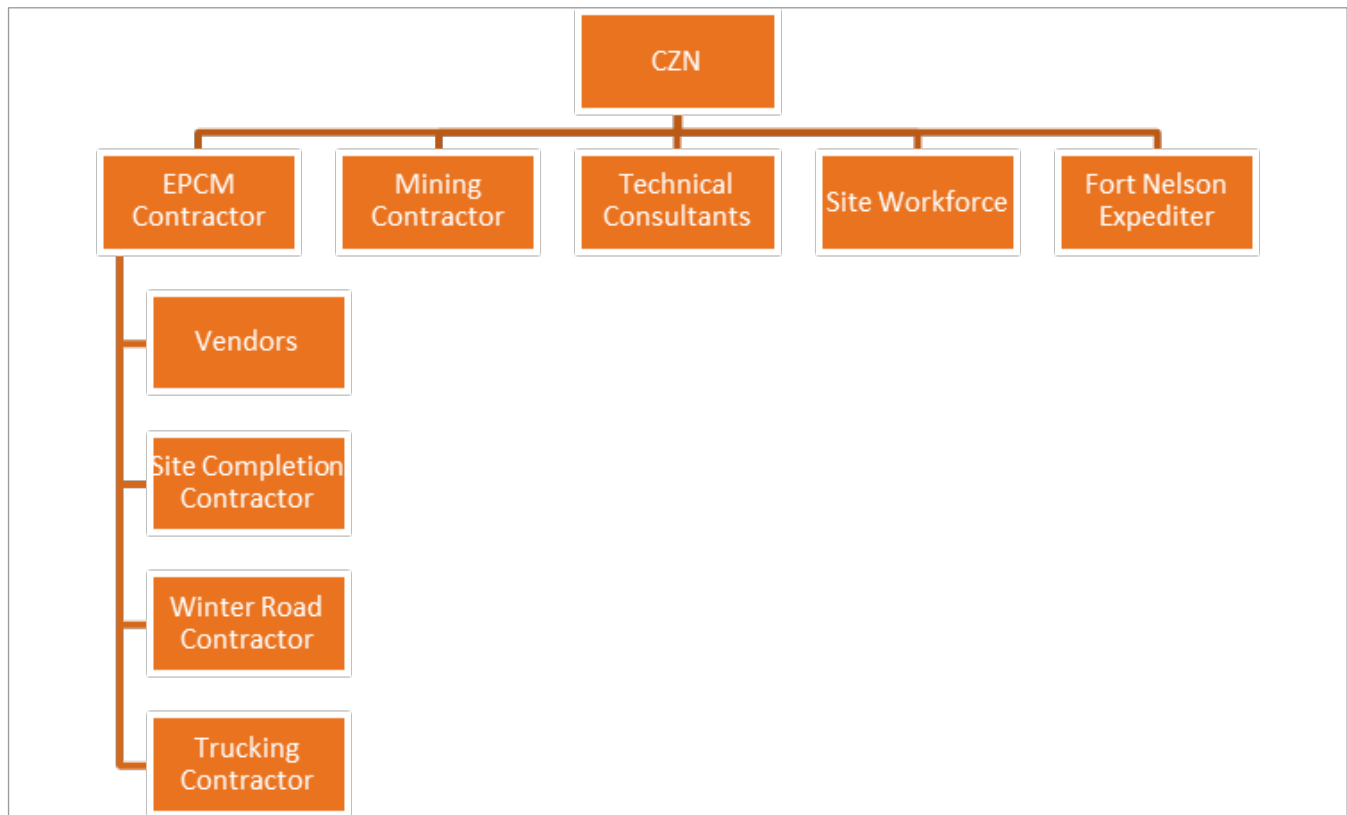 CZN
EPCM
Contractor
Mining
Contractor
Technical
Consultants
Site Workforce
Fort Nelson
Expediter
Vendors
Site Completion
Contractor
Winter Road
Contractor
Trucking
Contractor